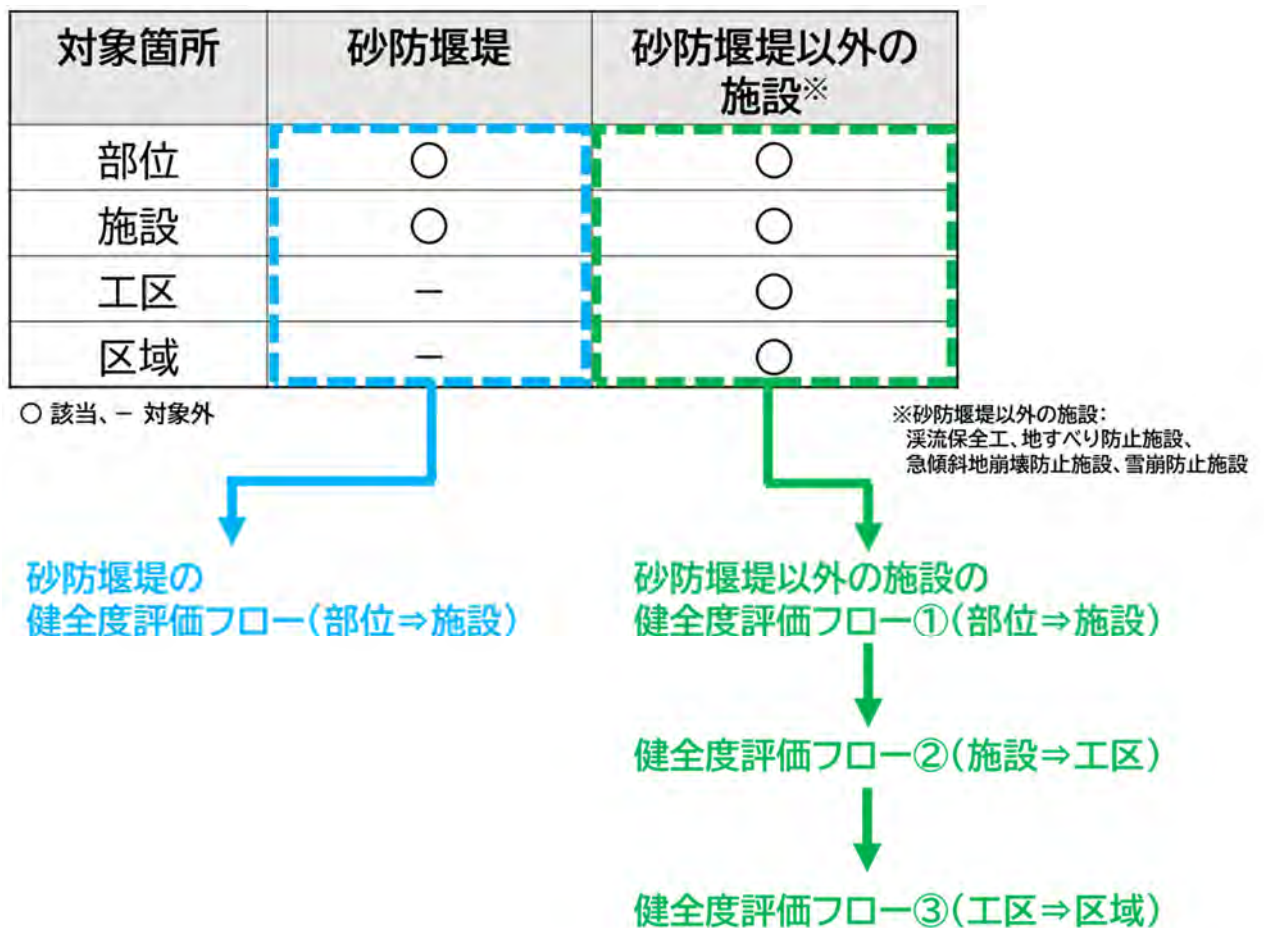 対象箇所 砂防堰堤 砂防堰堤以外の
施設※
部位 ○ ○
施設 ○ ○
工区 － ○
区域 － ○
○ 該当、－ 対象外
※砂防堰堤以外の施設:
渓流保全工、地すべり防止施設、
急傾斜地崩壊防止施設、雪崩防止施設
砂防堰堤の
健全度評価フロー(部位⇒施設)
砂防堰堤以外の施設の
健全度評価フロー①(部位⇒施設)
健全度評価フロー②(施設⇒工区)
健全度評価フロー③(工区⇒区域)